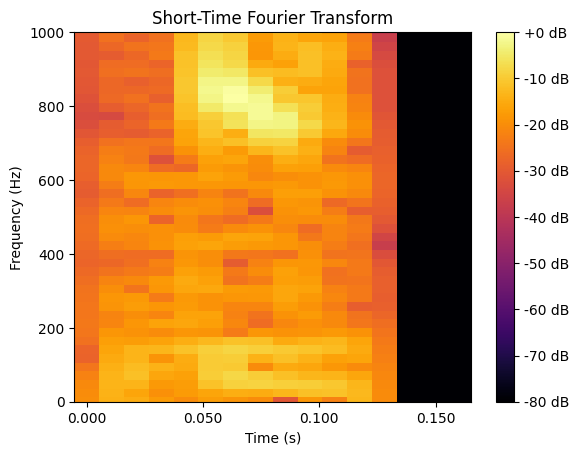 Short-Time Fourier Transform
Frequency (Hz)
1000
800
600
400
200
0
0.000
0.050
0.100
0.150
Time (s)
+0 dB
-10 dB
-20 dB
-30 dB
-40 dB
-50 dB
-60 dB
-70 dB
-80 dB